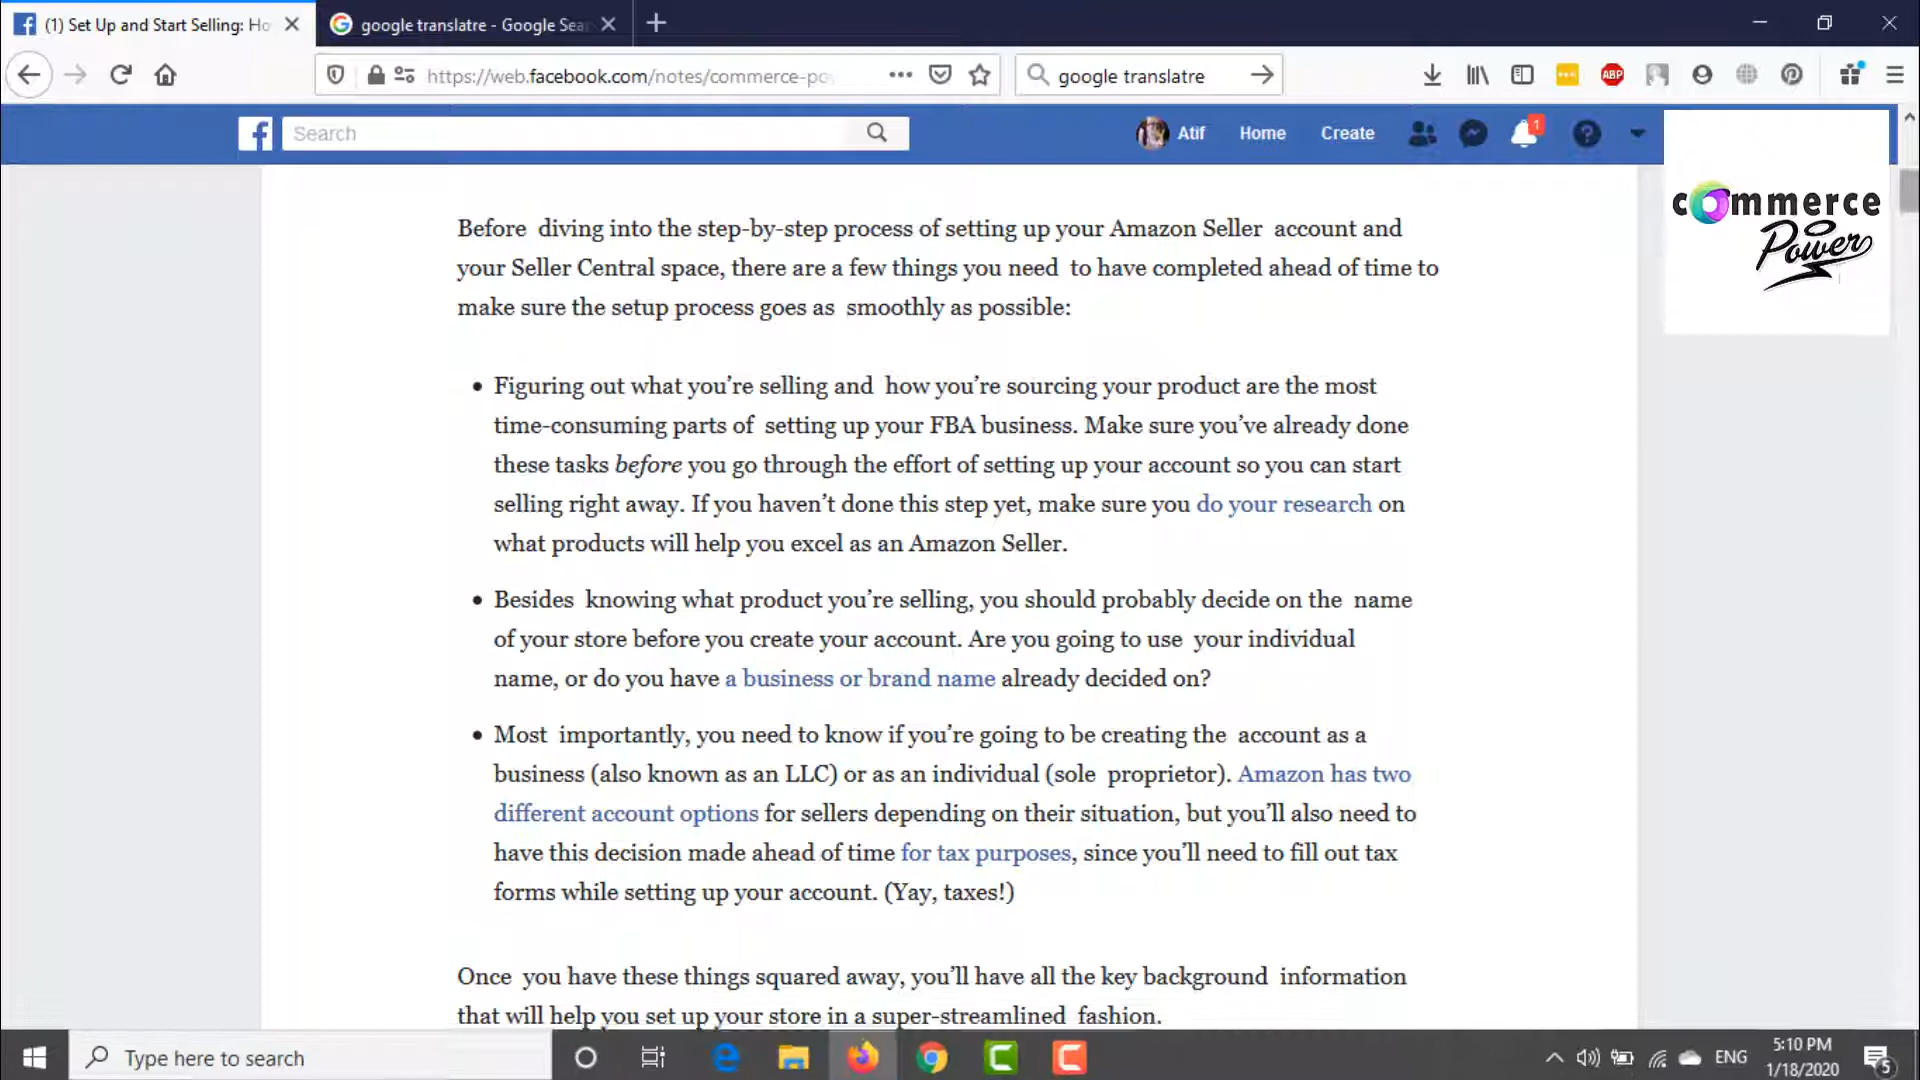 (1) Set Up and Start Selling: Ho
google translatre - Google Sea
https://web.facebook.com/notes/commerce-po
google translatre
ABP
Search
Atif
Home
Create
1
commerce
Power
Before diving into the step-by-step process of setting up your Amazon Seller account and
your Seller Central space, there are a few things you need to have completed ahead of time to
make sure the setup process goes as smoothly as possible:
Figuring out what you’re selling and how you’re sourcing your product are the most
time-consuming parts of setting up your FBA business. Make sure you’ve already done
these tasks before you go through the effort of setting up your account so you can start
selling right away. If you haven’t done this step yet, make sure you do your research on
what products will help you excel as an Amazon Seller.
Besides knowing what product you’re selling, you should probably decide on the name
of your store before you create your account. Are you going to use your individual
name, or do you have a business or brand name already decided on?
Most importantly, you need to know if you’re going to be creating the account as a
business (also known as an LLC) or as an individual (sole proprietor). Amazon has two
different account options for sellers depending on their situation, but you’ll also need to
have this decision made ahead of time for tax purposes, since you’ll need to fill out tax
forms while setting up your account. (Yay, taxes!)
Once you have these things squared away, you’ll have all the key background information
that will help you set up your store in a super-streamlined fashion.
Type here to search
ENG
5:10 PM
1/18/2020
5